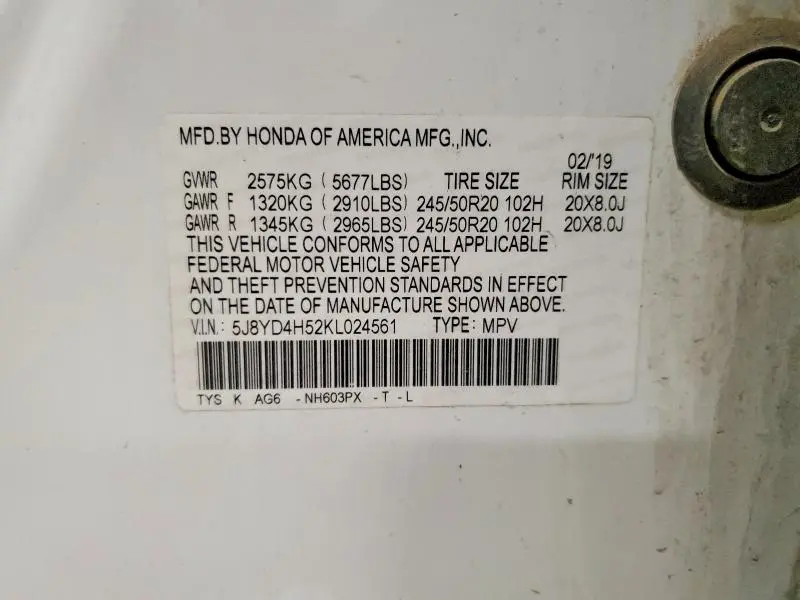 MFD.BY HONDA OF AMERICA MFG.,INC.
02/'19
GVWR 2575KG ( 5677LBS) TIRE SIZE RIM SIZE
GAWR F 1320KG ( 2910LBS) 245/50R20 102H 20X8.0J
GAWR R 1345KG ( 2965LBS) 245/50R20 102H 20X8.0J
THIS VEHICLE CONFORMS TO ALL APPLICABLE
FEDERAL MOTOR VEHICLE SAFETY
AND THEFT PREVENTION STANDARDS IN EFFECT
ON THE DATE OF MANUFACTURE SHOWN ABOVE.
V.I.N.: 5J8YD4H52KL024561 TYPE: MPV
TYS K AG6 -NH603PX -T -L